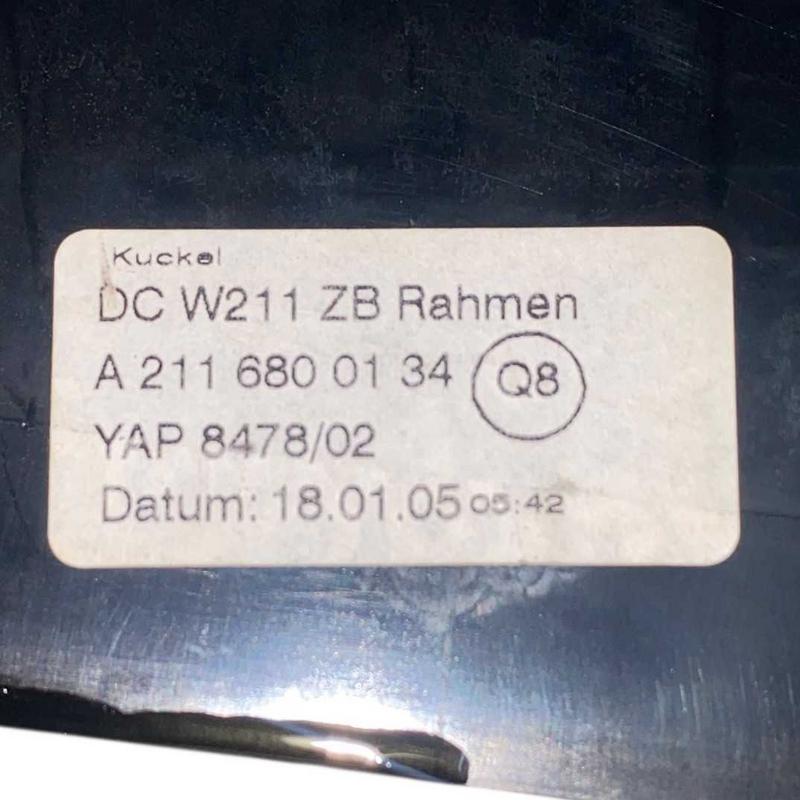 Kuckel
DC W211 ZB Rahmen
A 211 680 01 34 Q8
YAP 8478/02
Datum: 18.01.05 05:42